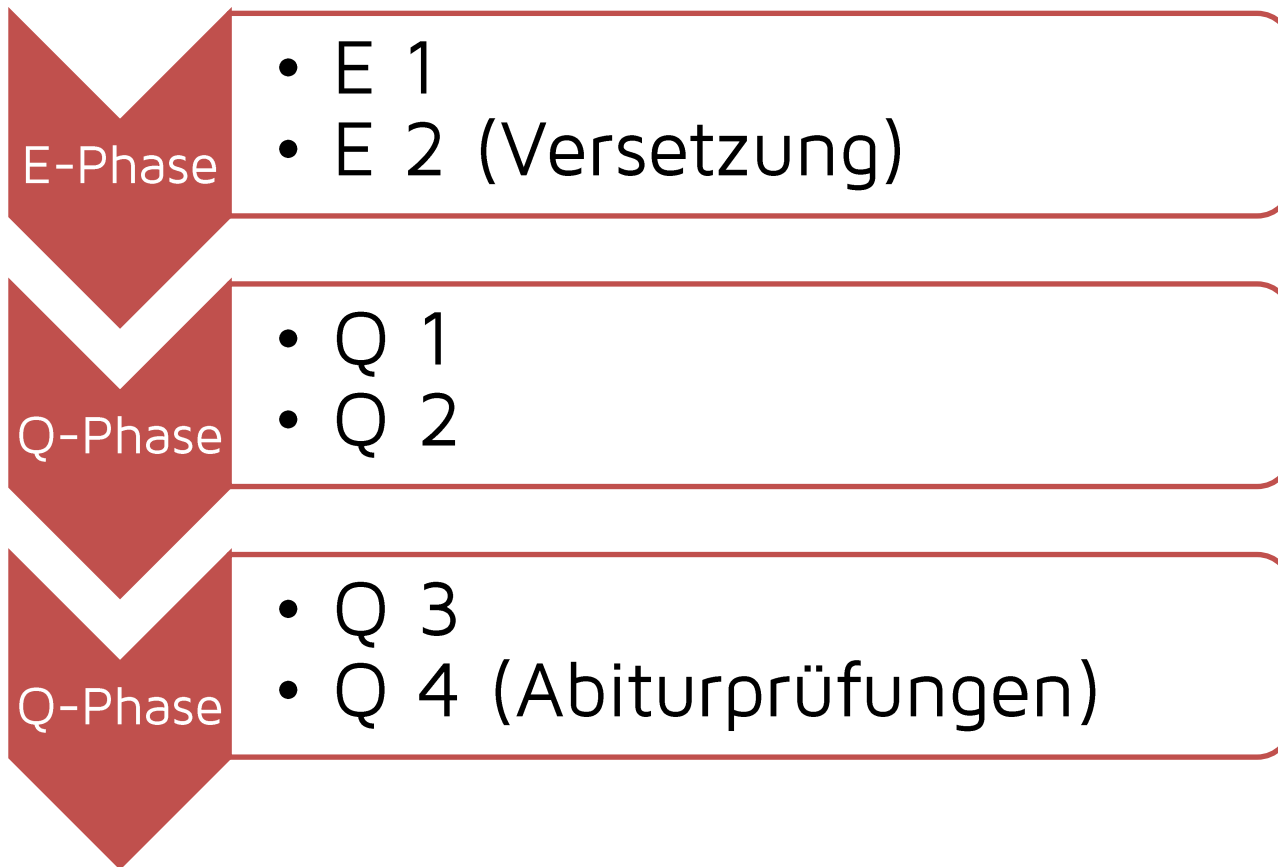 E-Phase
• E 1
• E 2 (Versetzung)
Q-Phase
• Q 1
• Q 2
Q-Phase
• Q 3
• Q 4 (Abiturprüfungen)